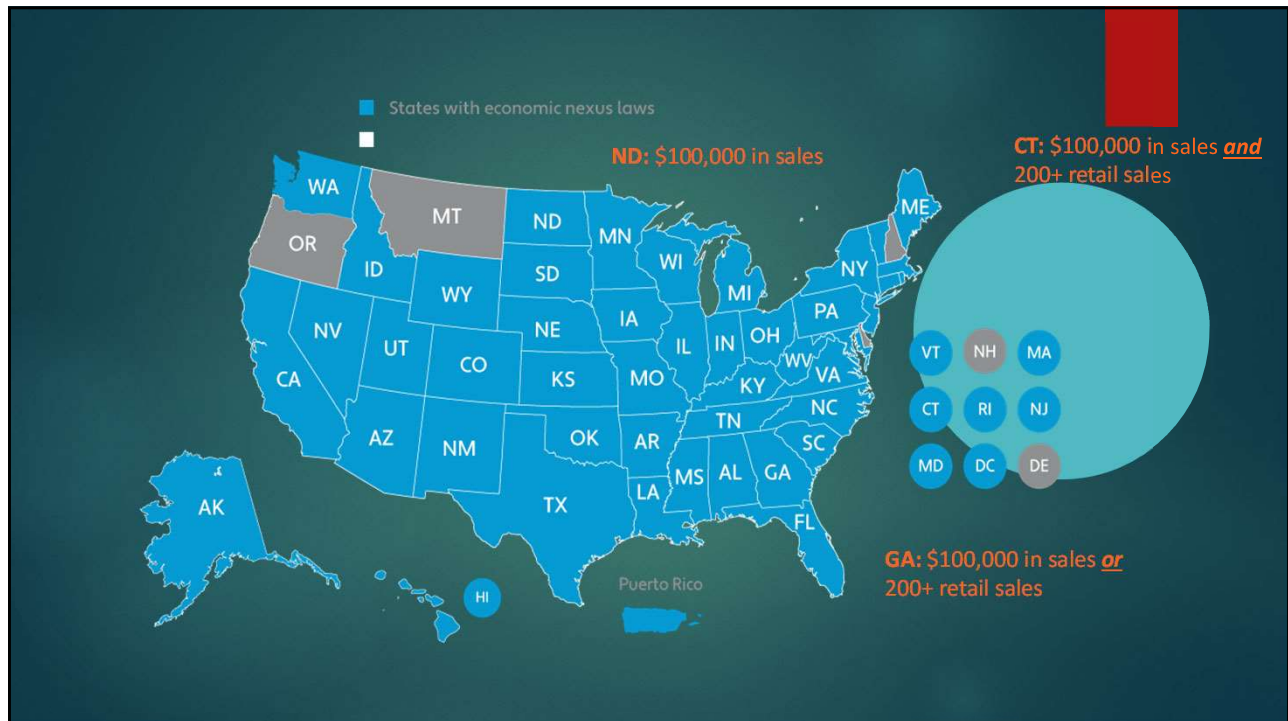 States with economic nexus laws
ND: $100,000 in sales
CT: $100,000 in sales and
200+ retail sales
WA
MT
ND
MN
ME
OR
ID
SD
WI
NY
WY
MI
NV
NE
IA
PA
UT
CO
IL
IN
OH
WV
VT
NH
MA
CA
KS
MO
KY
VA
CT
RI
NJ
AZ
NM
OK
AR
TN
NC
SC
MD
DC
DE
MS
AL
GA
AK
TX
LA
FL
GA: $100,000 in sales or
200+ retail sales
Puerto Rico
HI